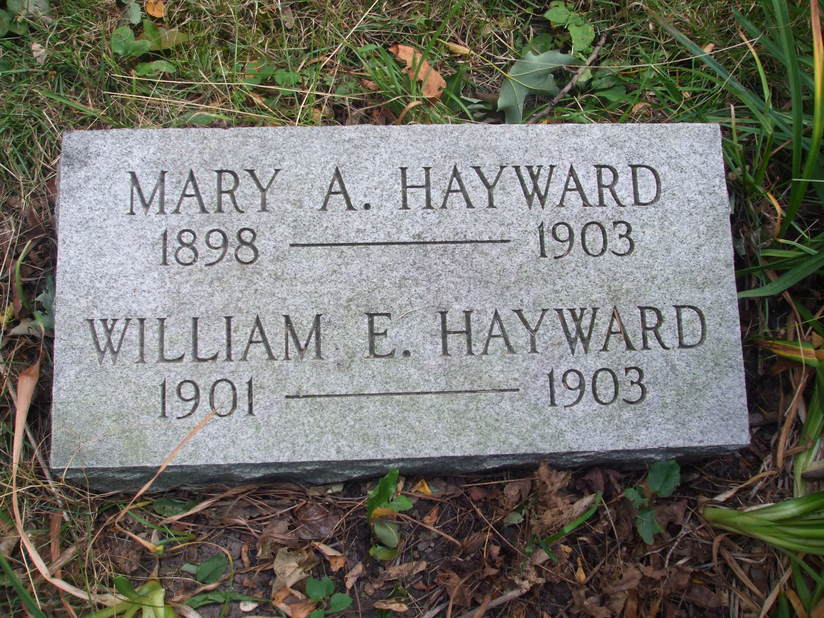 MARY A. HAYWARD
1898 — 1903
WILLIAM E. HAYWARD
1901 — 1903